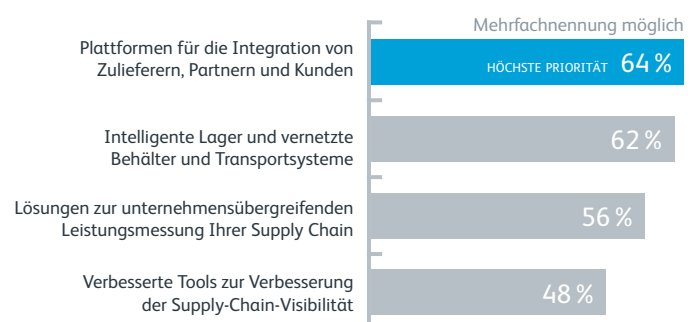 Mehrfachnennung möglich
Plattformen für die Integration von
Zulieferern, Partnern und Kunden
HÖCHSTE PRIORITÄT 64 %
Intelligente Lager und vernetzte
Behälter und Transportsysteme
62 %
Lösungen zur unternehmensübergreifenden
Leistungsmessung Ihrer Supply Chain
56 %
Verbesserte Tools zur Verbesserung
der Supply-Chain-Visibilität
48 %